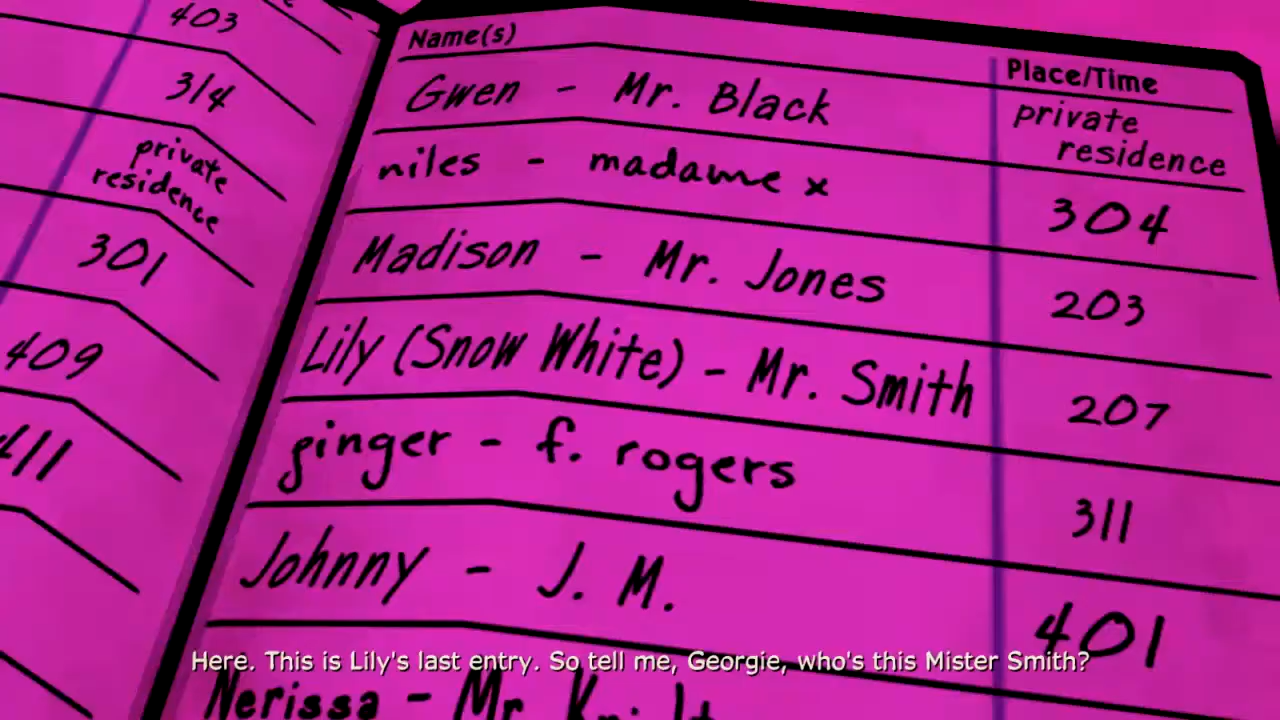 403
314
private
residence
301
409
411
Name(s) Place/Time
Gwen - Mr. Black private
residence
niles - madame x 304
Madison - Mr. Jones 203
Lily (Snow White) - Mr. Smith 207
ginger - f. rogers 311
Johnny - J. M. 401
Here. This is Lily's last entry. So tell me, Georgie, who's this Mister Smith?
Nerissa - Mr.